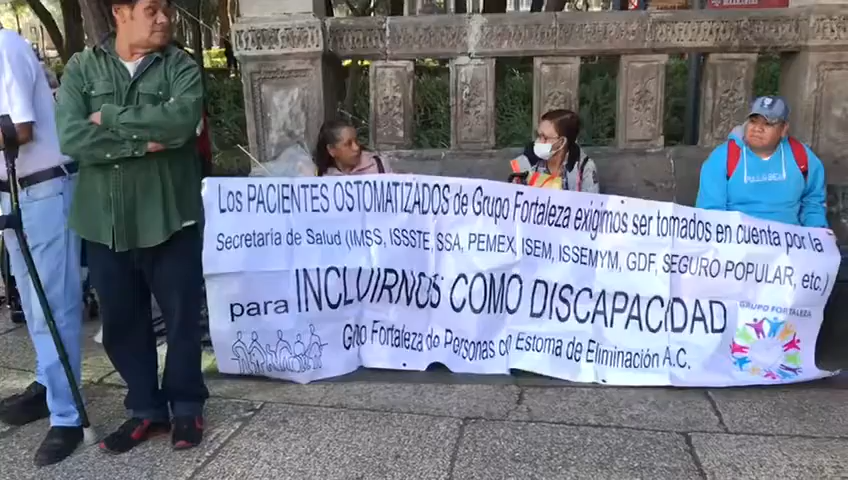 Los PACIENTES OSTOMATIZADOS de Grupo Fortaleza exigimos ser tomados en cuenta por la
Secretaria de Salud (IMSS, ISSSTE, SSA, PEMEX, ISEM, ISSEMYM, GDF, SEGURO POPULAR, etc.)
para INCLUIRNOS COMO DISCAPACIDAD
Gpo Fortaleza de Personas con Estoma de Eliminación A.C.
GRUPO FORTALEZA